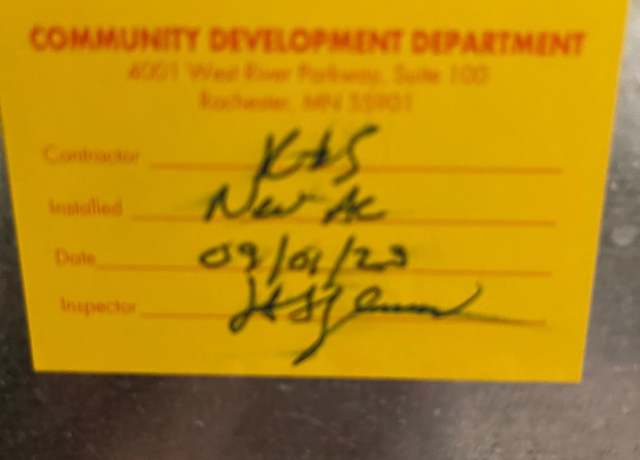 COMMUNITY DEVELOPMENT DEPARTMENT
4001 West River Parkway, Suite 100
Rochester, MN 55901
Contractor K&S
Installed New AC
Date 09/01/23
Inspector